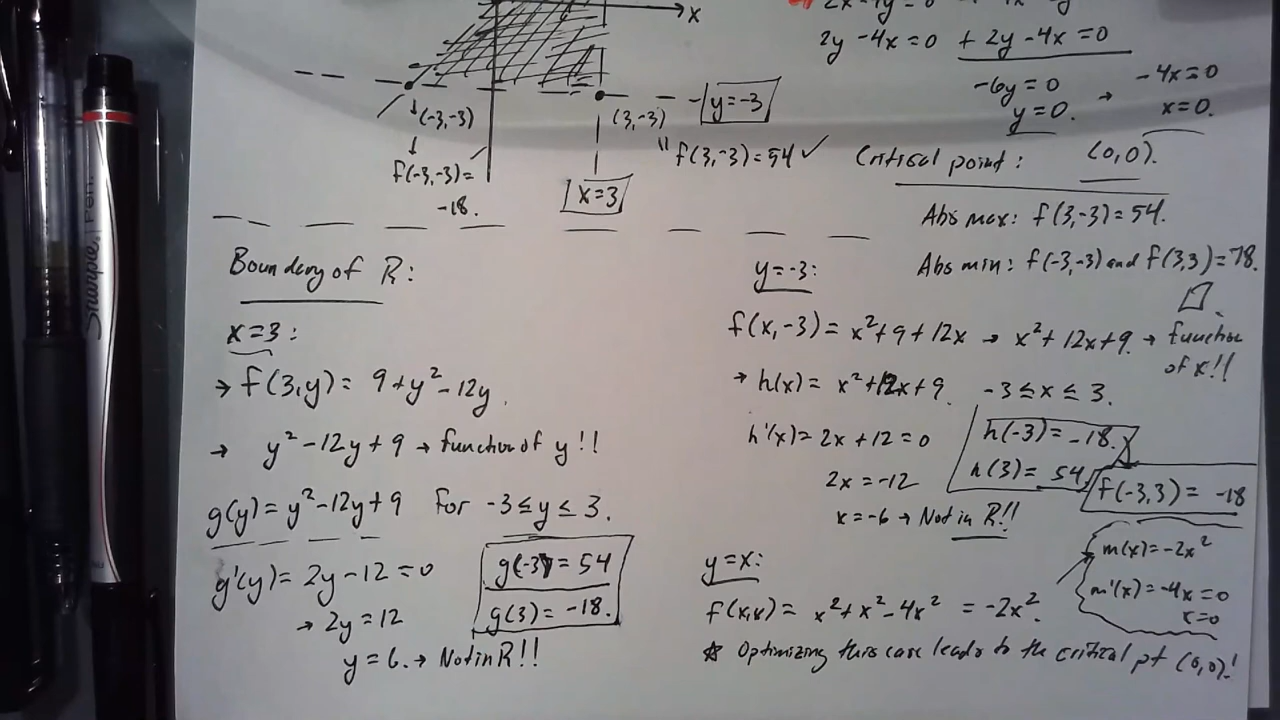 x
2x-4y=0
2y - 4x = 0 + 2y - 4x = 0
-6y = 0
y = 0. → -4x = 0
x = 0.
(-3,-3)
f(-3,-3) =
-18.
(3,-3)
y = -3
"f(3,-3) = 54 ✓
x = 3
Critical point: (0,0).
Abs max: f(3,-3) = 54.
Abs min: f(-3,-3) and f(3,3) = 78.
Sharpie. Pen.
Boundary of R:
x = 3:
→ f(3,y) = 9 + y² - 12y.
→ y² - 12y + 9 → function of y!!
g(y) = y² - 12y + 9 for -3 ≤ y ≤ 3.
g'(y) = 2y - 12 = 0
→ 2y = 12
y = 6. → Not in R!!
g(-3) = 54
g(3) = -18.
y = -3:
f(x,-3) = x² + 9 + 12x → x² + 12x + 9. → function
of x!!
→ h(x) = x² + 12x + 9. -3 ≤ x ≤ 3.
h'(x) = 2x + 12 = 0
2x = -12
x = -6 → Not in R!!
h(-3) = -18.
h(3) = 54
f(-3,3) = -18
y = x:
f(x,x) = x² + x² - 4x² = -2x².
m(x) = -2x²
m'(x) = -4x = 0
x = 0
☆ Optimizing this case leads to the critical pt (0,0)!